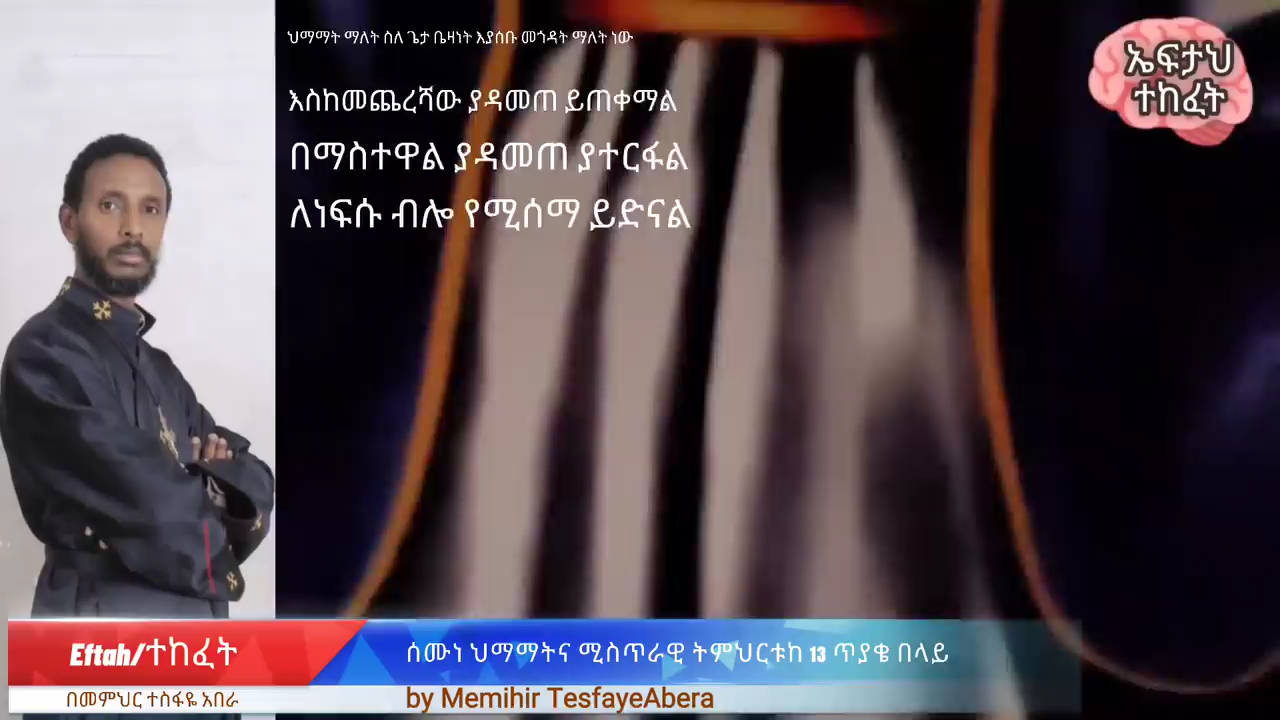 ህማማት ማለት ስለ ጌታ ቤዛነት እያሰቡ መጎዳት ማለት ነው
እስከመጨረሻው ያዳመጠ ይጠቀማል
በማስተዋል ያዳመጠ ያተርፋል
ለነፍሱ ብሎ የሚሰማ ይድናል
ኤፍታህ
ተከፈት
Eftah/ተከፈት
ሰሙነ ህማማትና ሚስጥራዊ ትምህርቱከ 13 ጥያቄ በላይ
በመምህር ተስፋዬ አበራ
by Memihir TesfayeAbera